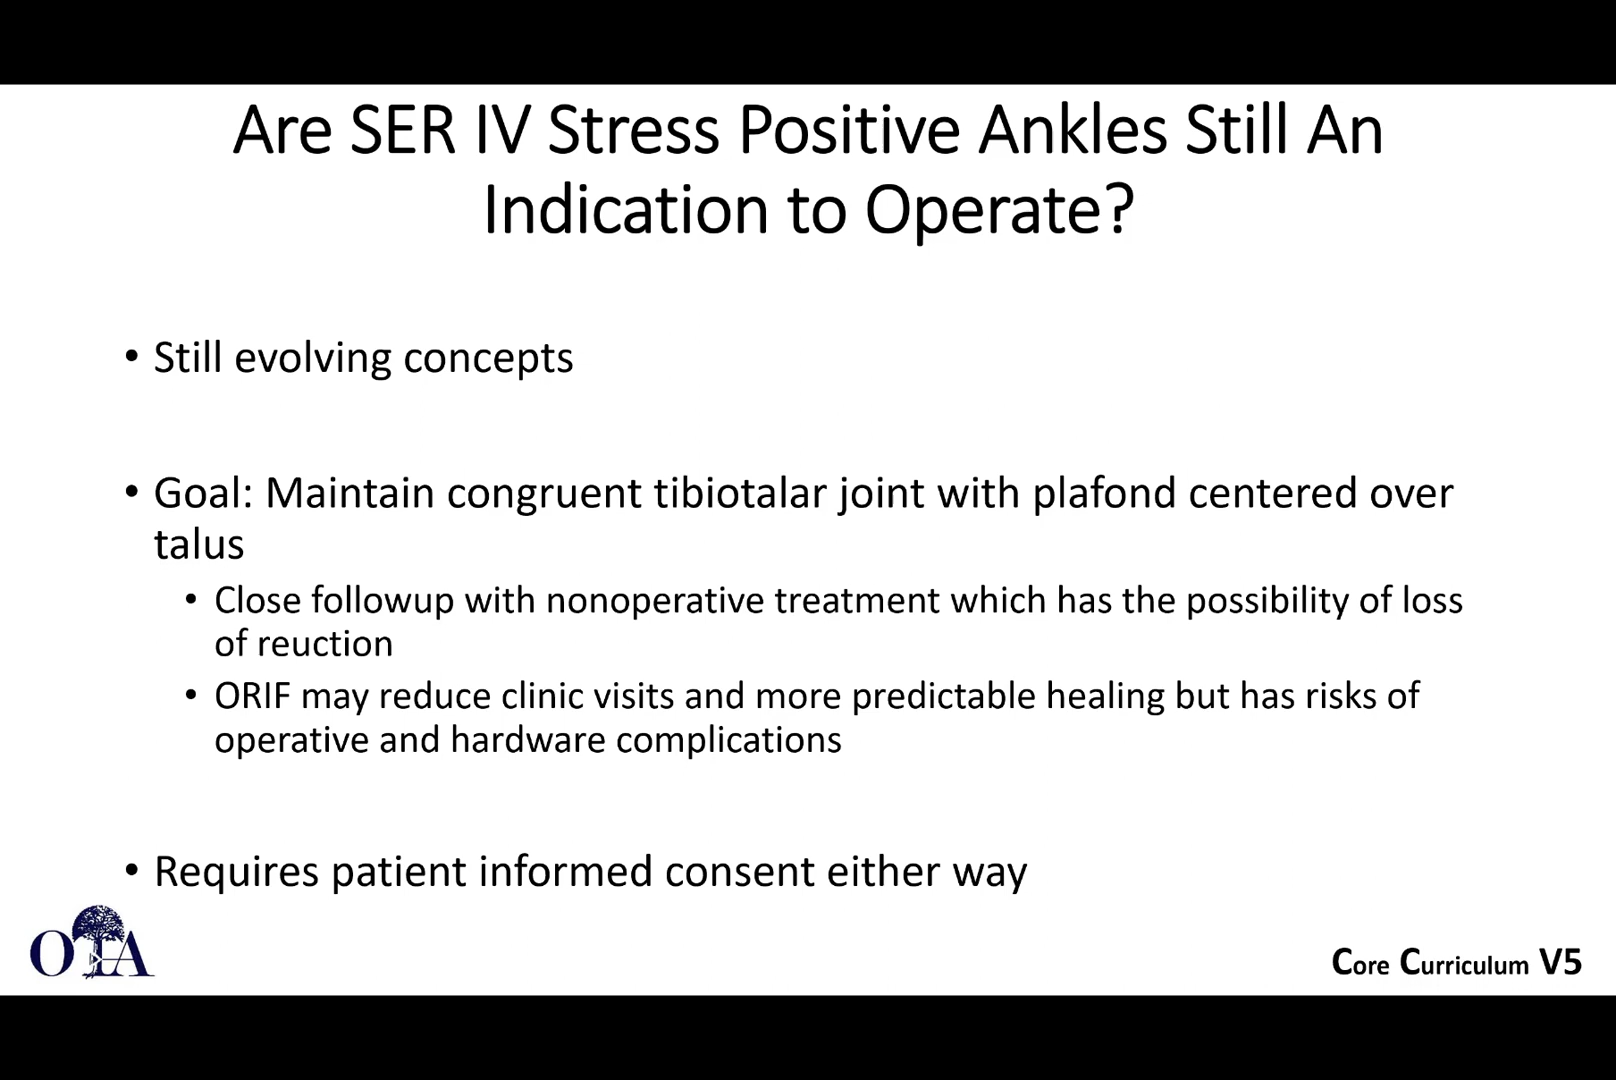 Are SER IV Stress Positive Ankles Still An
Indication to Operate?
• Still evolving concepts
• Goal: Maintain congruent tibiotalar joint with plafond centered over
talus
• Close followup with nonoperative treatment which has the possibility of loss
of reuction
• ORIF may reduce clinic visits and more predictable healing but has risks of
operative and hardware complications
• Requires patient informed consent either way
OTA
Core Curriculum V5